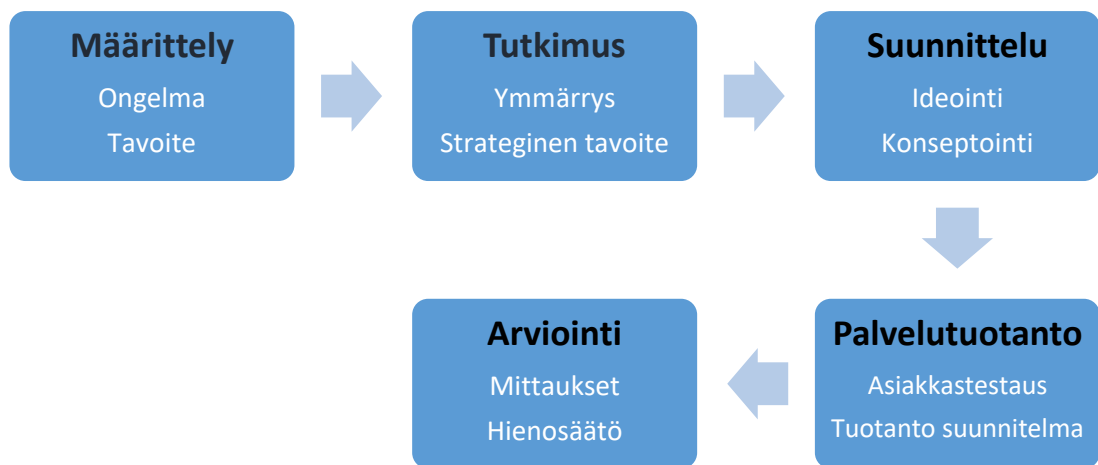 Määrittely
Ongelma
Tavoite
Tutkimus
Ymmärrys
Strateginen tavoite
Suunnittelu
Ideointi
Konseptointi
Palvelutuotanto
Asiakkastestaus
Tuotanto suunnitelma
Arviointi
Mittaukset
Hienosäätö